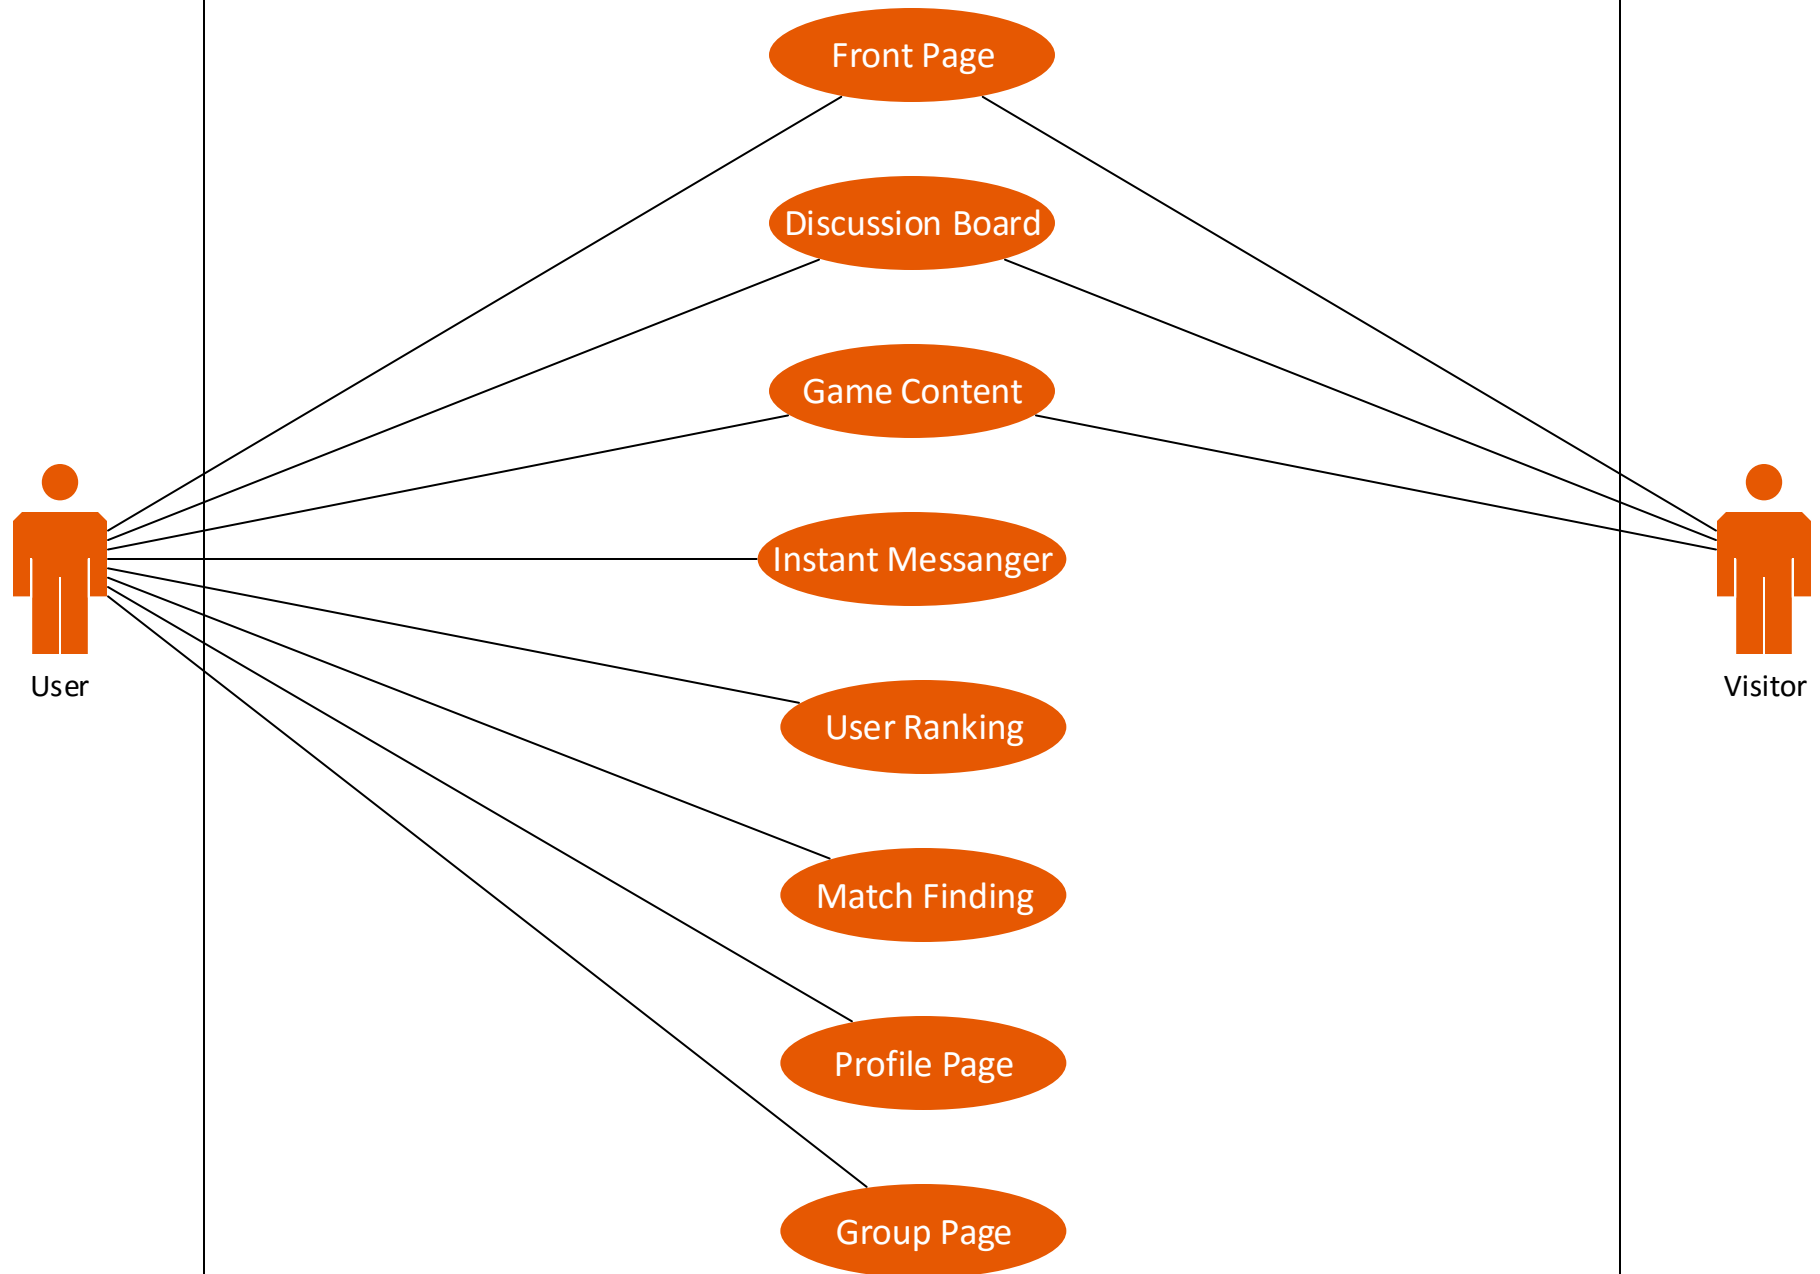 Front Page
Discussion Board
Game Content
Instant Messanger
User Ranking
Match Finding
Profile Page
Group Page
User
Visitor